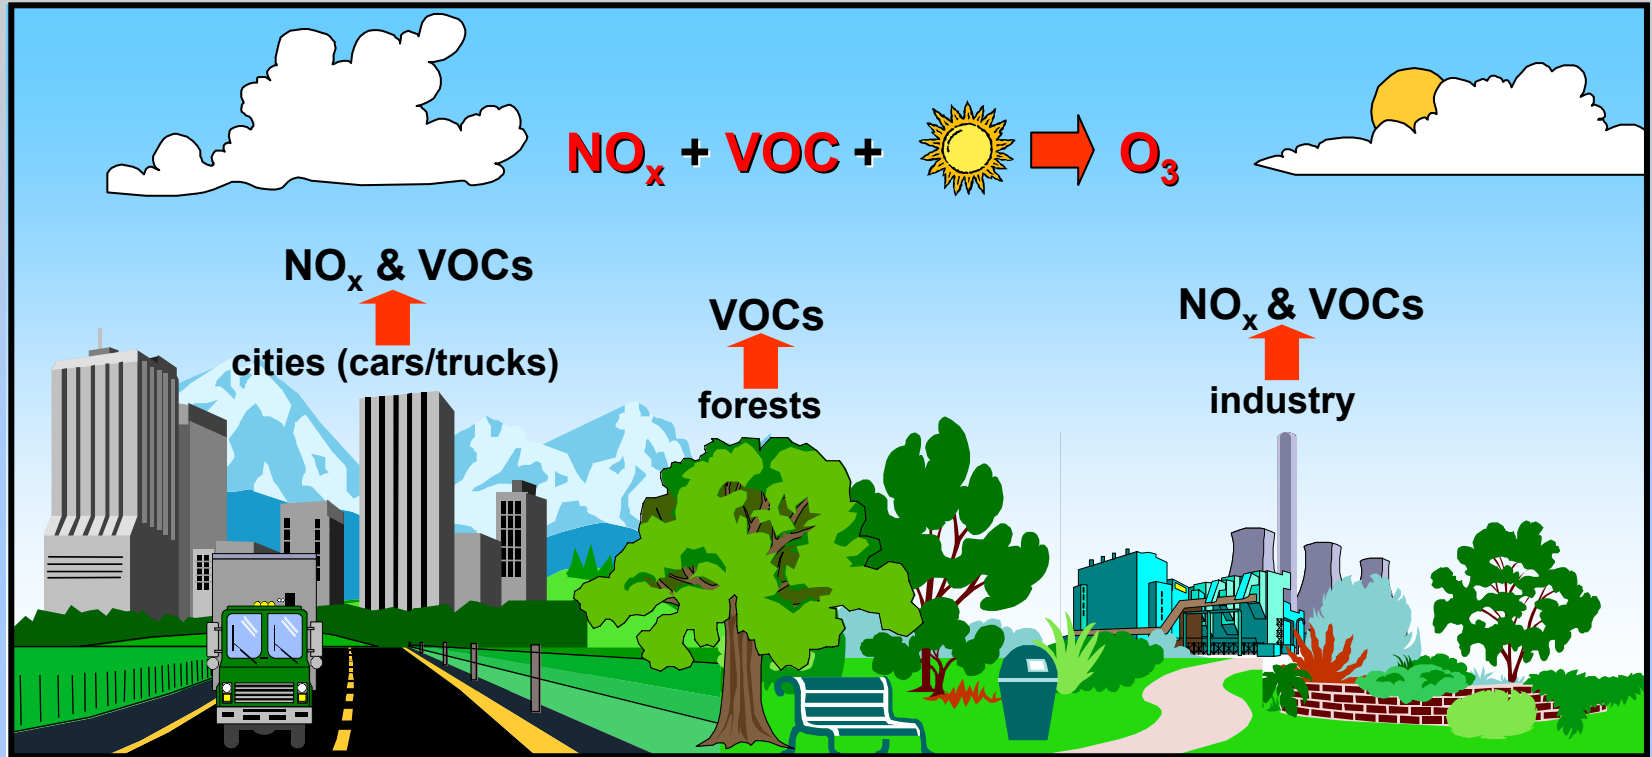 NOx + VOC + O3
NOx & VOCs
cities (cars/trucks)
VOCs
forests
NOx & VOCs
industry